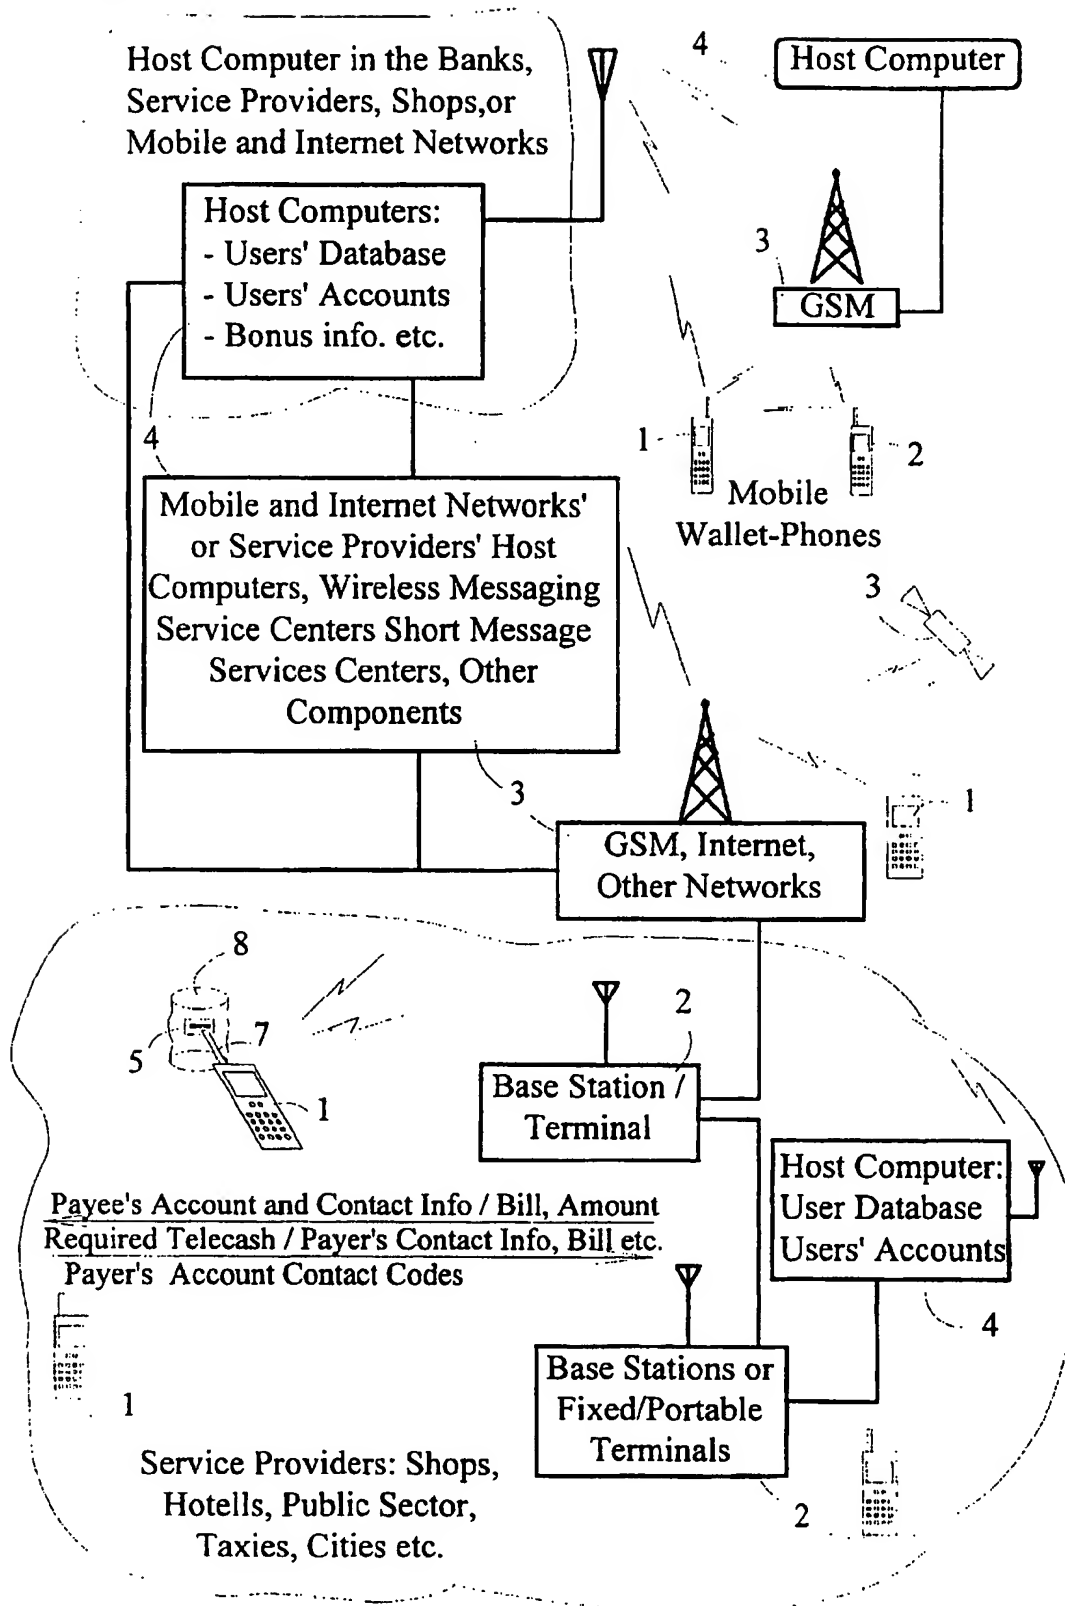 Host Computer in the Banks,
Service Providers, Shops,or
Mobile and Internet Networks
4
Host Computer
Host Computers:
- Users' Database
- Users' Accounts
- Bonus info. etc.
3
GSM
4
1
2
Mobile
Wallet-Phones
Mobile and Internet Networks'
or Service Providers' Host
Computers, Wireless Messaging
Service Centers Short Message
Services Centers, Other
Components
3
3
1
GSM, Internet,
Other Networks
8
5
7
1
2
Base Station /
Terminal
Host Computer:
User Database
Users' Accounts
4
Payee's Account and Contact Info / Bill, Amount
Required Telecash / Payer's Contact Info, Bill etc.
Payer's Account Contact Codes
1
Base Stations or
Fixed/Portable
Terminals
2
Service Providers: Shops,
Hotells, Public Sector,
Taxies, Cities etc.